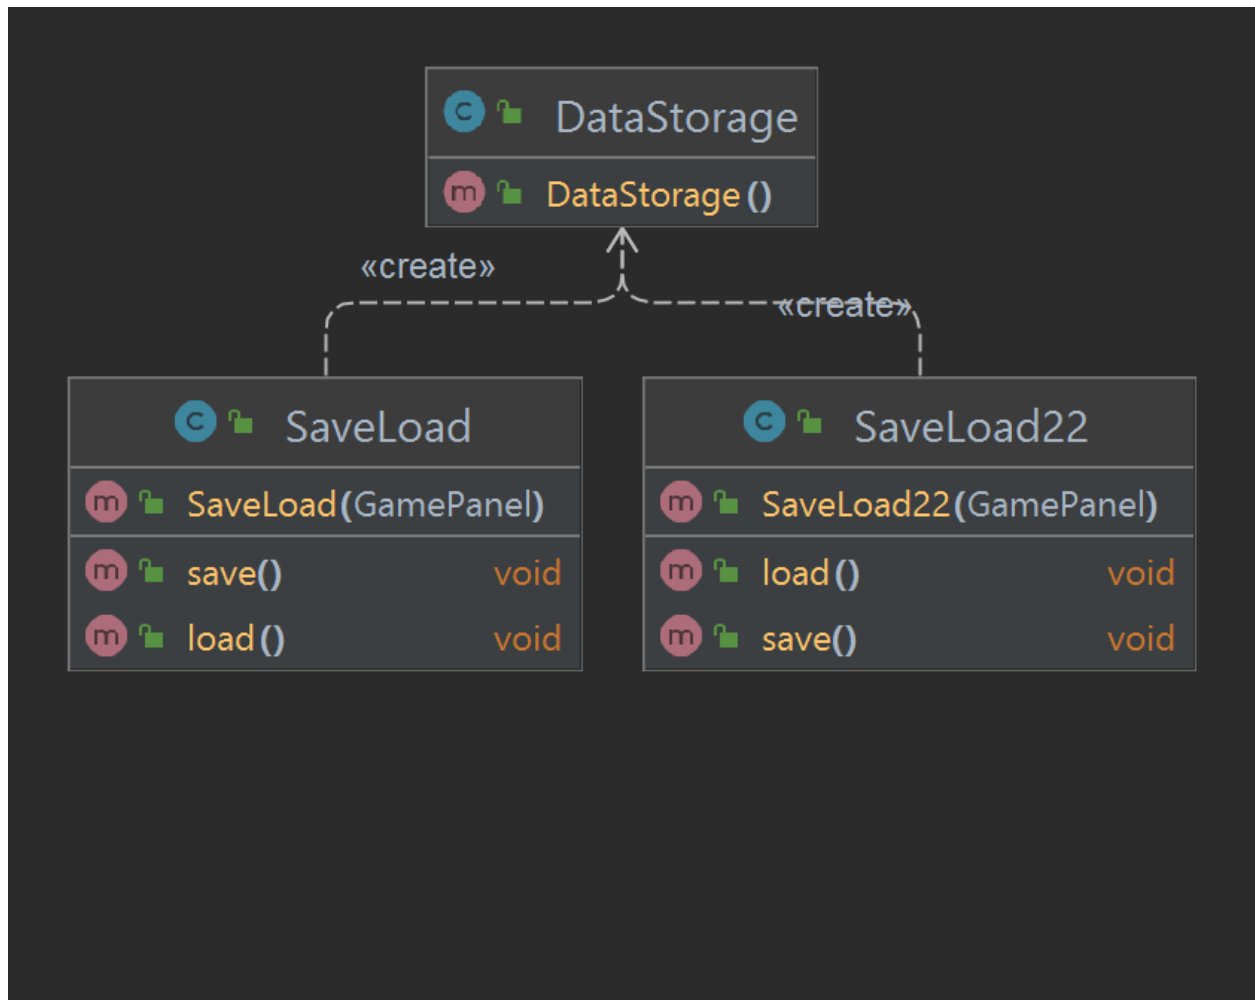 C DataStorage
m DataStorage()
«create»
«create»
C SaveLoad
m SaveLoad(GamePanel)
m save() void
m load() void
C SaveLoad22
m SaveLoad22(GamePanel)
m load() void
m save() void